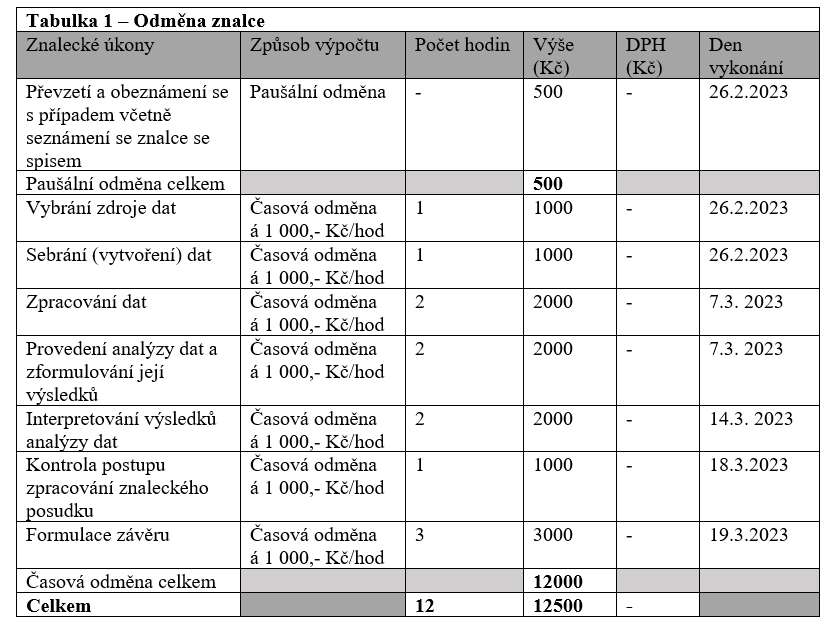 Tabulka 1 – Odměna znalce
Znalecké úkony Způsob výpočtu Počet hodin Výše (Kč) DPH (Kč) Den vykonání
Převzetí a obeznámení se s případem včetně seznámení se znalce se spisem Paušální odměna - 500 - 26.2.2023
Paušální odměna celkem 500
Vybrání zdroje dat Časová odměna á 1 000,- Kč/hod 1 1000 - 26.2.2023
Sebrání (vytvoření) dat Časová odměna á 1 000,- Kč/hod 1 1000 - 26.2.2023
Zpracování dat Časová odměna á 1 000,- Kč/hod 2 2000 - 7.3. 2023
Provedení analýzy dat a zformulování její výsledků Časová odměna á 1 000,- Kč/hod 2 2000 - 7.3. 2023
Interpretování výsledků analýzy dat Časová odměna á 1 000,- Kč/hod 2 2000 - 14.3. 2023
Kontrola postupu zpracování znaleckého posudku Časová odměna á 1 000,- Kč/hod 1 1000 - 18.3.2023
Formulace závěru Časová odměna á 1 000,- Kč/hod 3 3000 - 19.3.2023
Časová odměna celkem 12000
Celkem 12 12500 -